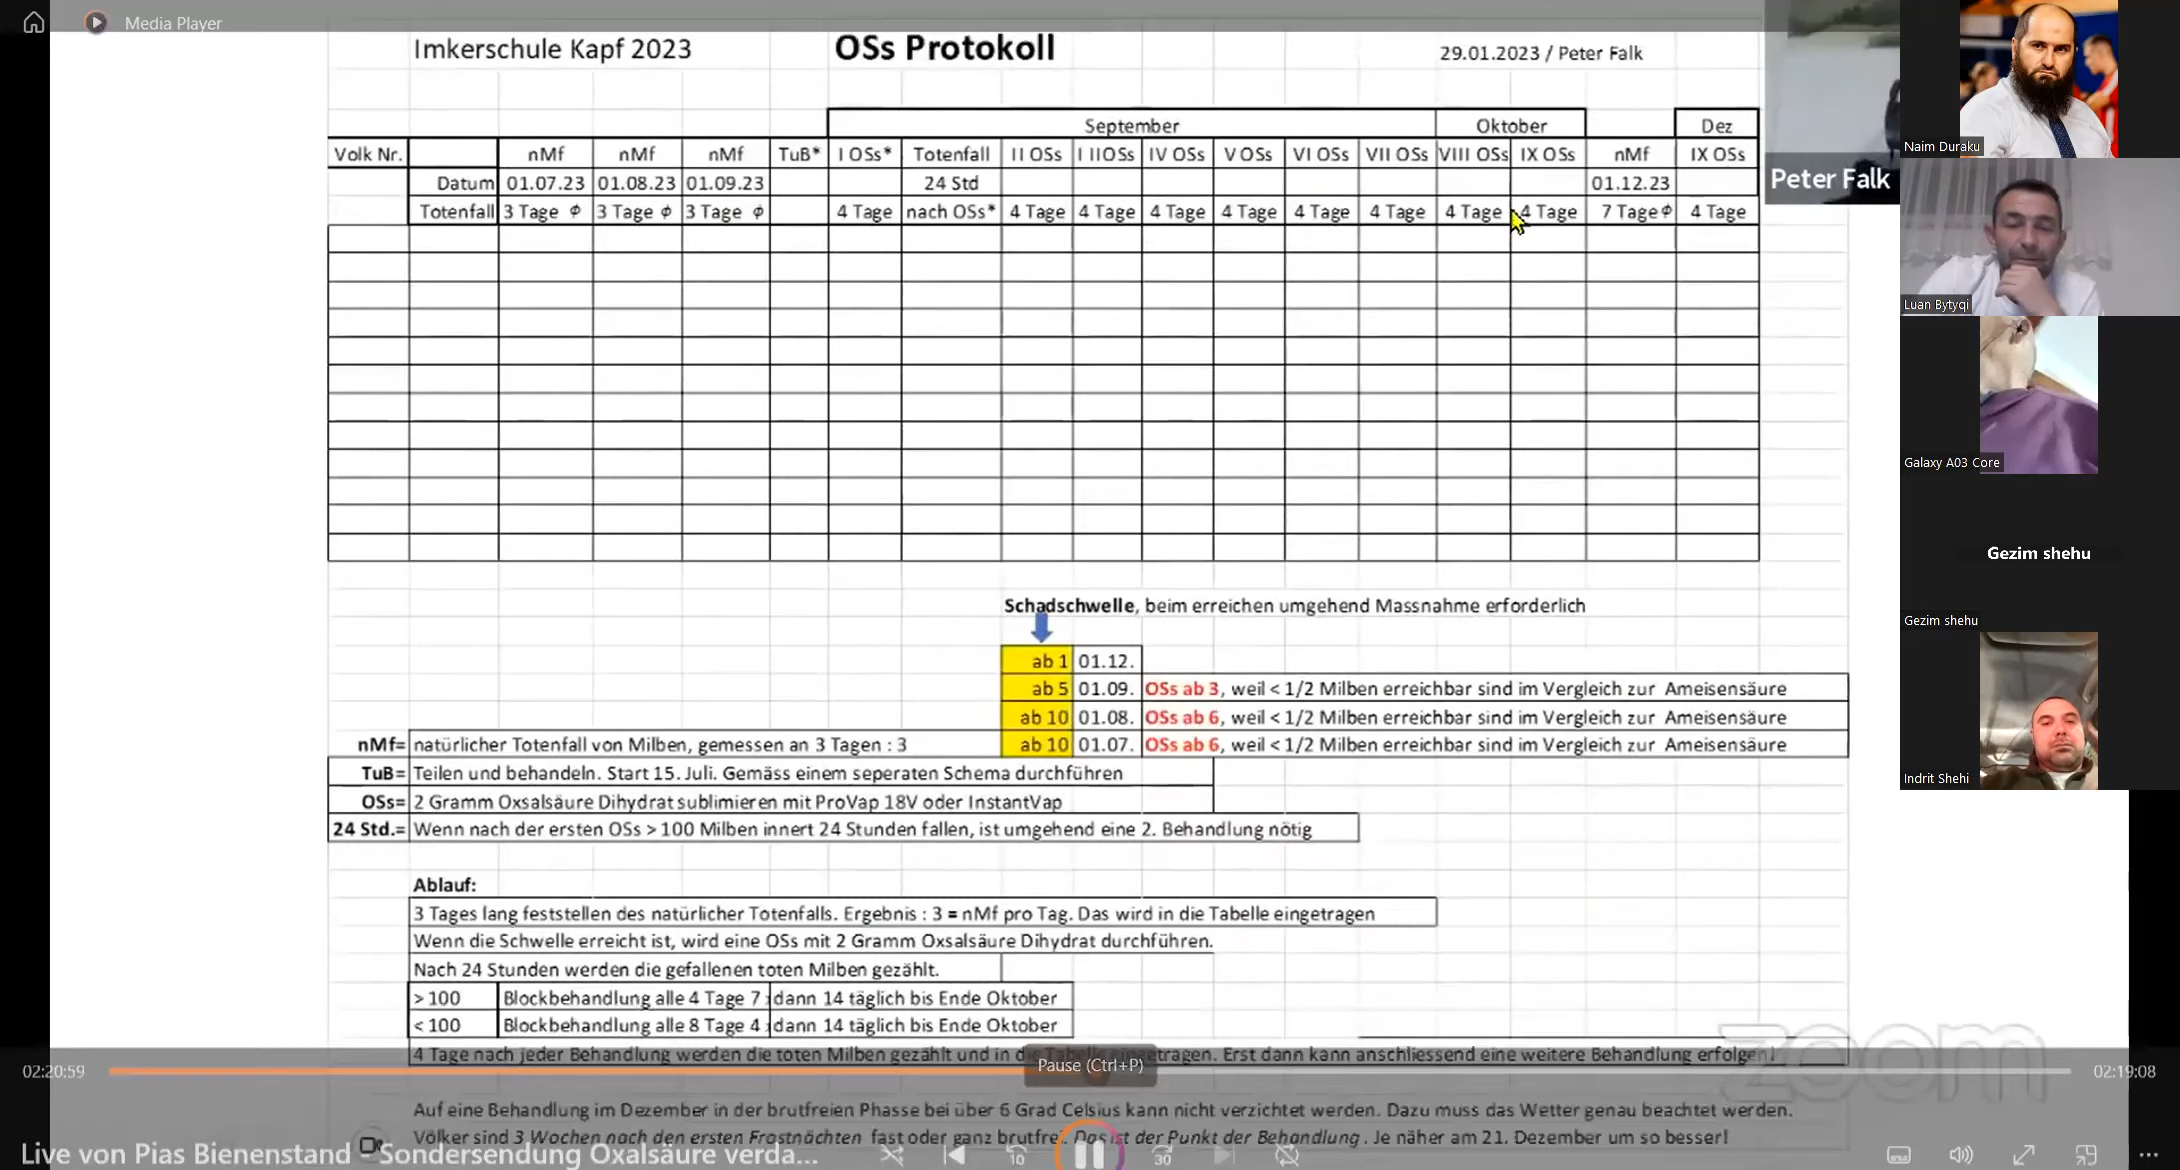 Media Player
Imkerschule Kapf 2023
OSs Protokoll
29.01.2023 / Peter Falk
September Oktober Dez
Volk Nr. nMf nMf nMf TuB* I OSs* Totenfall II OSs I IIOSs IV OSs V OSs VI OSs VII OSs VIII OSs IX OSs nMf IX OSs
Datum 01.07.23 01.08.23 01.09.23 24 Std 01.12.23
Totenfall 3 Tage ø 3 Tage ø 3 Tage ø 4 Tage nach OSs* 4 Tage 4 Tage 4 Tage 4 Tage 4 Tage 4 Tage 4 Tage 4 Tage 7 Tage ø 4 Tage
Schadschwelle, beim erreichen umgehend Massnahme erforderlich
ab 1 01.12.
ab 5 01.09. OSs ab 3, weil < 1/2 Milben erreichbar sind im Vergleich zur Ameisensäure
ab 10 01.08. OSs ab 6, weil < 1/2 Milben erreichbar sind im Vergleich zur Ameisensäure
nMf= natürlicher Totenfall von Milben, gemessen an 3 Tagen : 3
ab 10 01.07. OSs ab 6, weil < 1/2 Milben erreichbar sind im Vergleich zur Ameisensäure
TuB= Teilen und behandeln. Start 15. Juli. Gemäss einem seperaten Schema durchführen
OSs= 2 Gramm Oxsalsäure Dihydrat sublimieren mit ProVap 18V oder InstantVap
24 Std.= Wenn nach der ersten OSs > 100 Milben innert 24 Stunden fallen, ist umgehend eine 2. Behandlung nötig
Ablauf:
3 Tages lang feststellen des natürlicher Totenfalls. Ergebnis : 3 = nMf pro Tag. Das wird in die Tabelle eingetragen
Wenn die Schwelle erreicht ist, wird eine OSs mit 2 Gramm Oxsalsäure Dihydrat durchführen.
Nach 24 Stunden werden die gefallenen toten Milben gezählt.
> 100 Blockbehandlung alle 4 Tage 7 dann 14 täglich bis Ende Oktober
< 100 Blockbehandlung alle 8 Tage 4 dann 14 täglich bis Ende Oktober
4 Tage nach jeder Behandlung werden die toten Milben gezählt und in eingetragen. Erst dann kann anschliessend eine weitere Behandlung erfolgen!
Auf eine Behandlung im Dezember in der brutfreien Phasse bei über 6 Grad Celsius kann nicht verzichtet werden. Dazu muss das Wetter genau beachtet werden.
Völker sind 3 Wochen nach den ersten Frostnächten fast oder ganz brutfrei. Das ist der Punkt der Behandlung. Je näher am 21. Dezember um so besser!
Peter Falk
Naim Duraku
Luan Bytyqi
Galaxy A03 Core
Gezim shehu
Gezim shehu
Indrit Shehi
zoom
Pause (Ctrl+P)
02:20:59
02:19:08
Live von Pias Bienenstand - Sondersendung Oxalsäure verda...
10
30